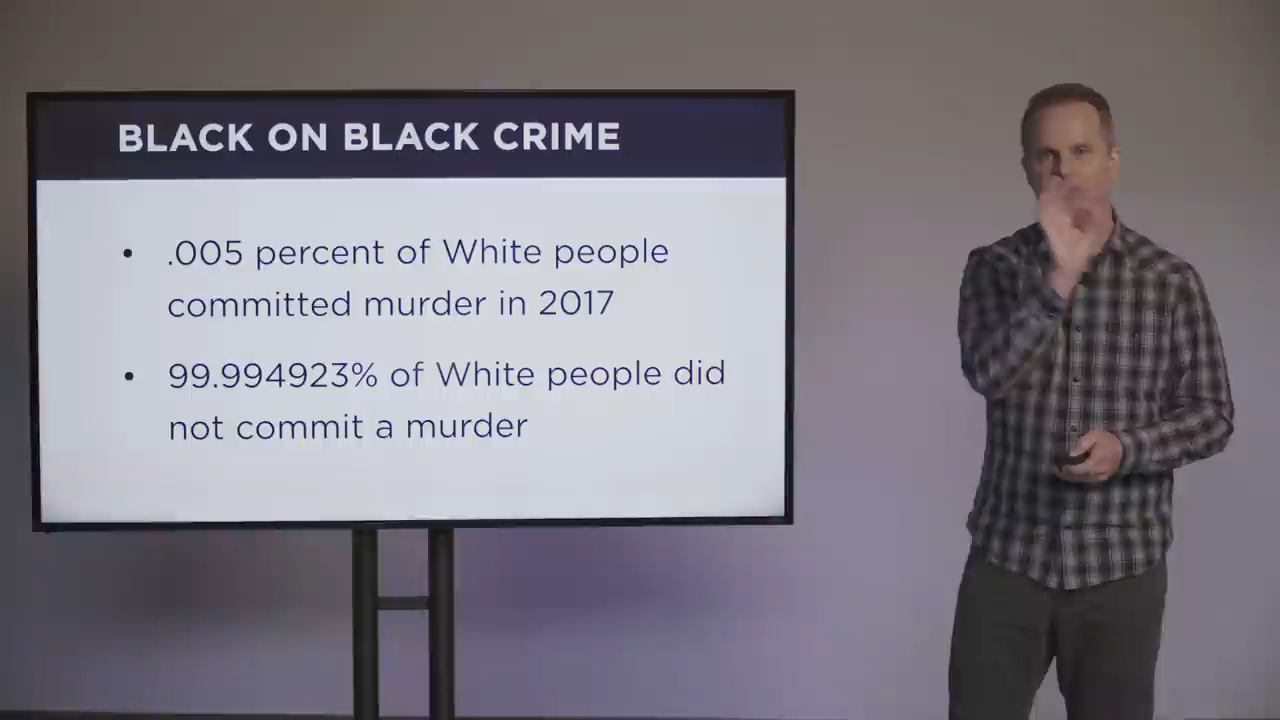 BLACK ON BLACK CRIME
• .005 percent of White people
committed murder in 2017
• 99.994923% of White people did
not commit a murder